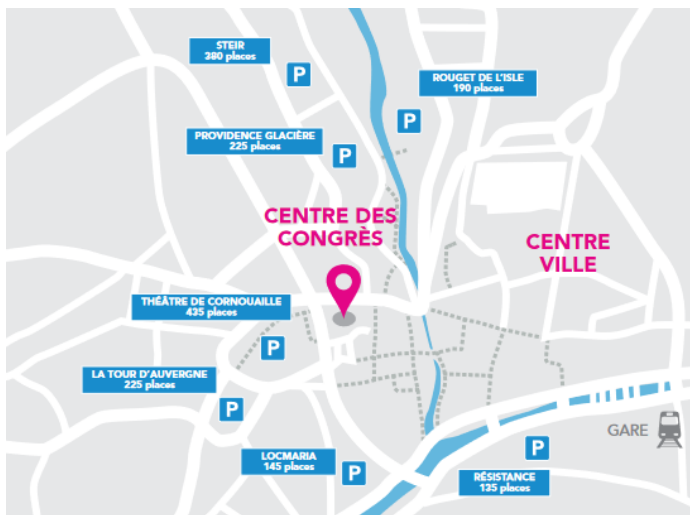 STEIR
380 places
P
ROUGET DE L'ISLE
190 places
P
PROVIDENCE GLACIÈRE
225 places
P
CENTRE DES
CONGRÈS
CENTRE
VILLE
THÉÂTRE DE CORNOUAILLE
435 places
P
LA TOUR D'AUVERGNE
225 places
P
GARE
LOCMARIA
145 places
P
P
RÉSISTANCE
135 places